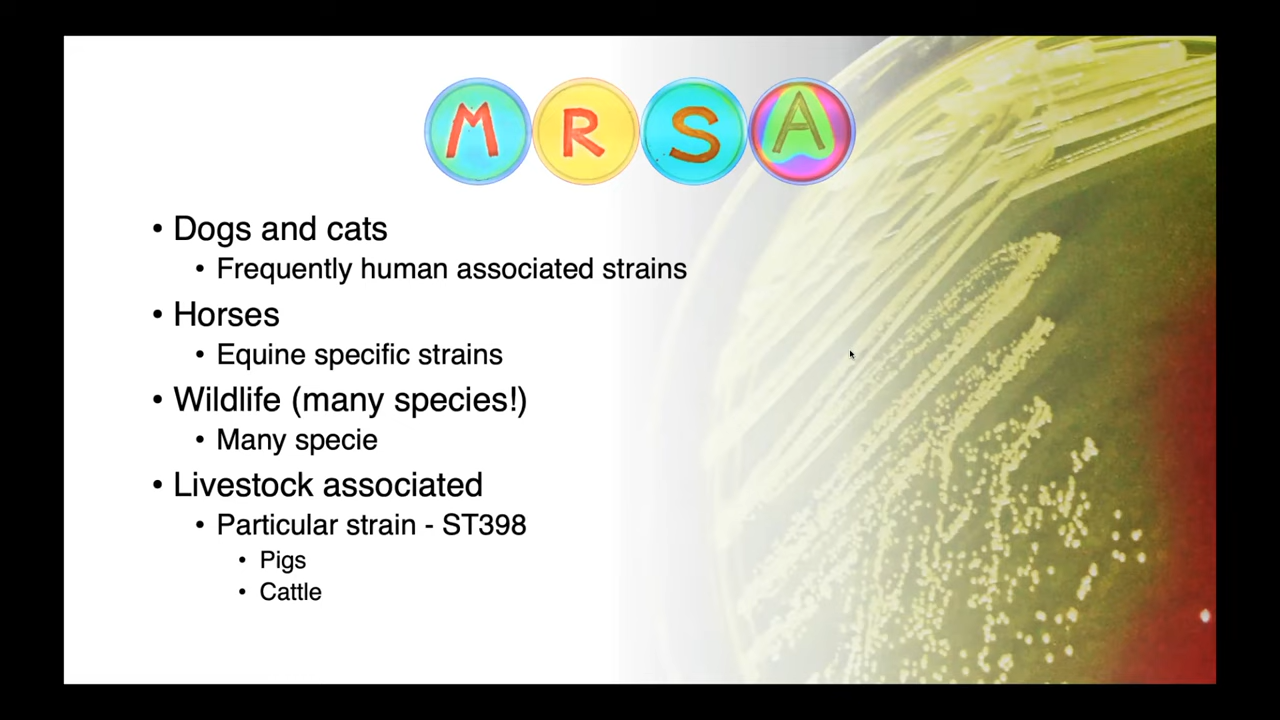 MRSA
• Dogs and cats
• Frequently human associated strains
• Horses
• Equine specific strains
• Wildlife (many species!)
• Many specie
• Livestock associated
• Particular strain - ST398
• Pigs
• Cattle